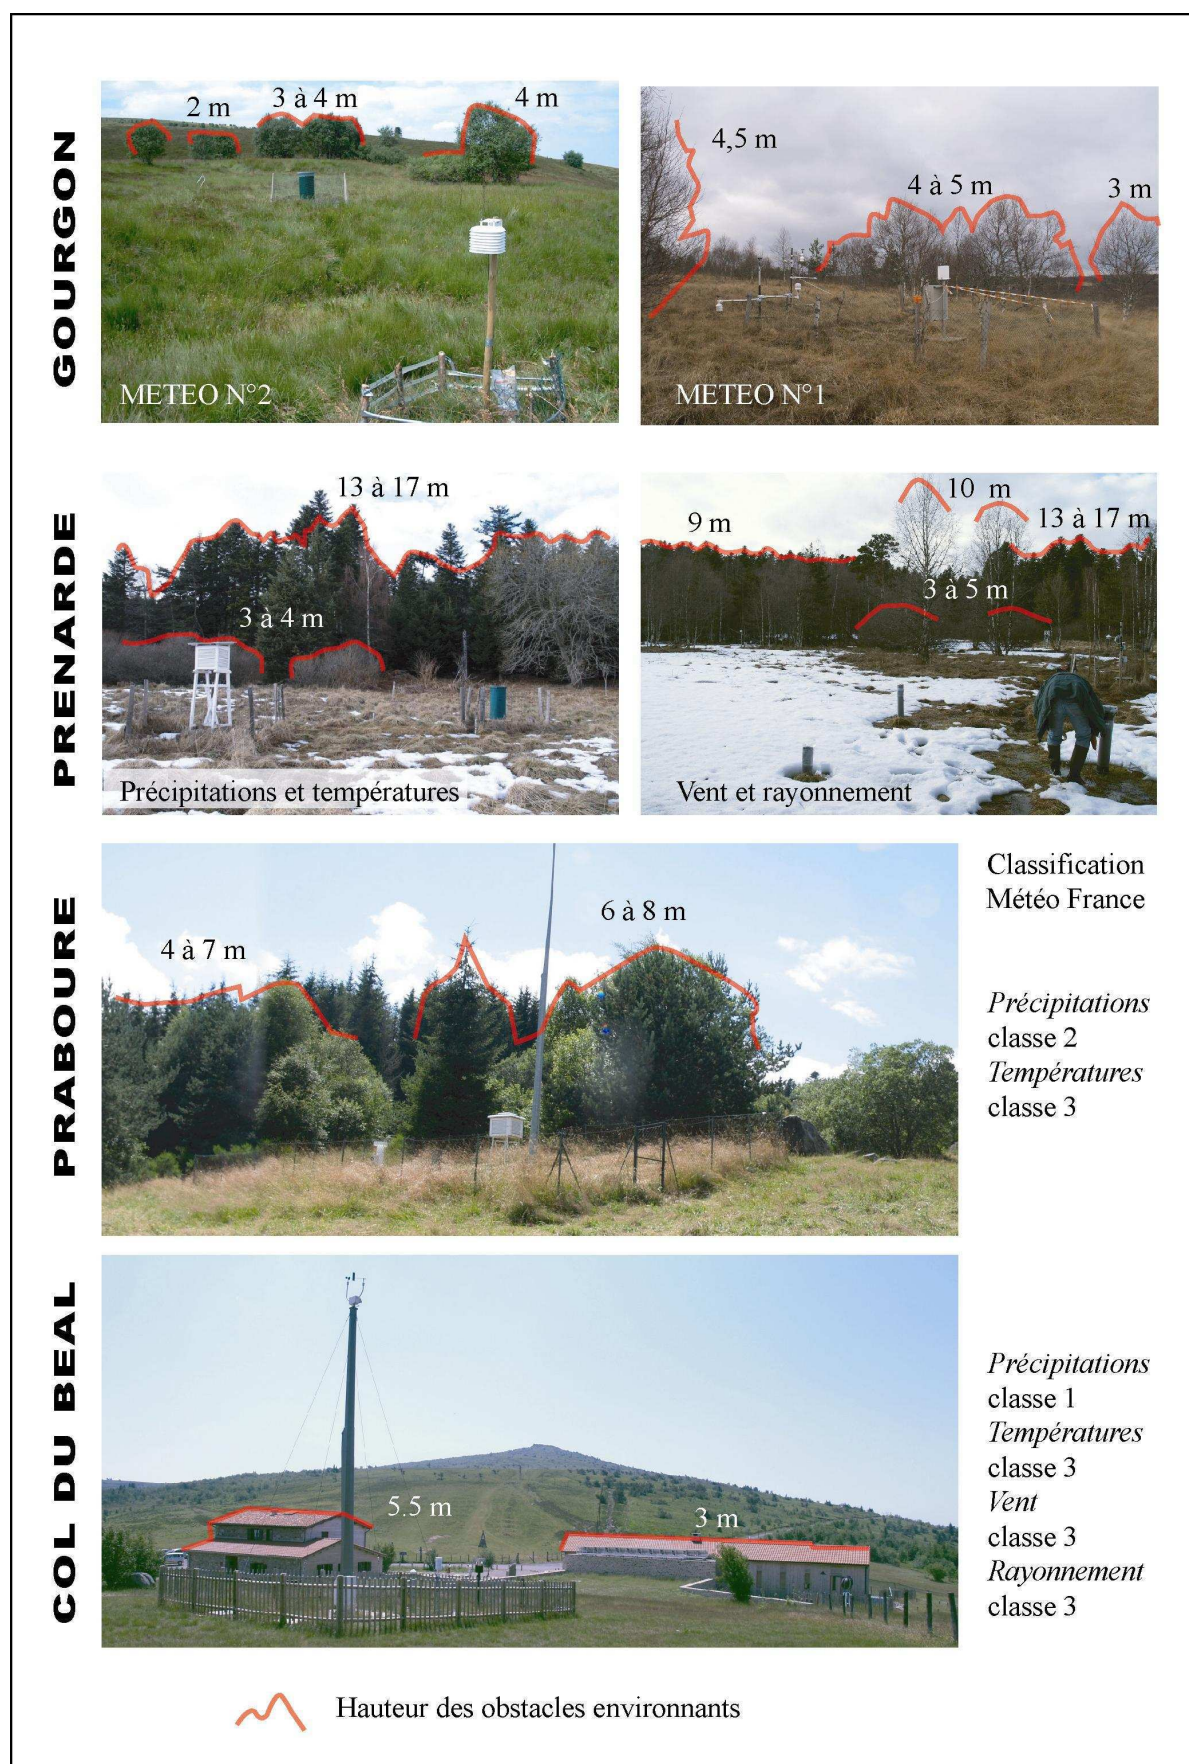 GOURGON
2 m
3 à 4 m
4 m
METEO N°2
4,5 m
4 à 5 m
3 m
METEO N°1
PRENARDE
13 à 17 m
3 à 4 m
Précipitations et températures
9 m
10 m
13 à 17 m
3 à 5 m
Vent et rayonnement
PRABOURE
4 à 7 m
6 à 8 m
Classification
Météo France
Précipitations
classe 2
Températures
classe 3
COL DU BEAL
5.5 m
3 m
Précipitations
classe 1
Températures
classe 3
Vent
classe 3
Rayonnement
classe 3
Hauteur des obstacles environnants